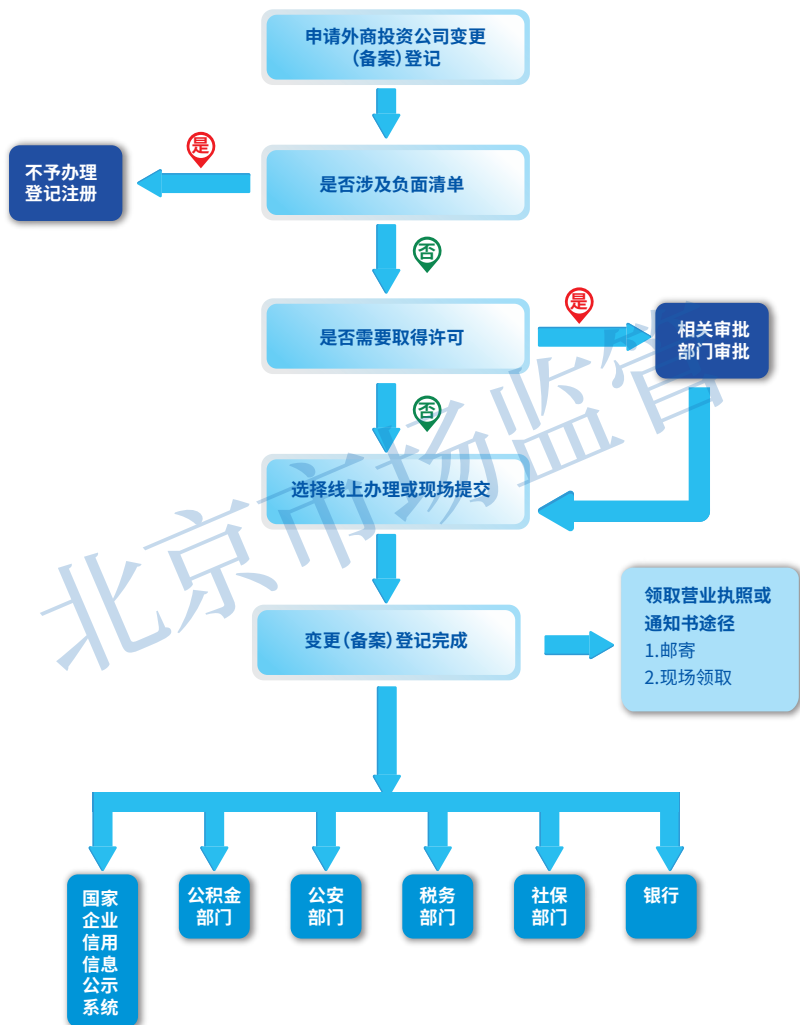 申请外商投资公司变更
（备案）登记
是
不予办理
登记注册
是否涉及负面清单
否
是否需要取得许可
是
相关审批
部门审批
否
选择线上办理或现场提交
变更（备案）登记完成
领取营业执照或
通知书途径
1.邮寄
2.现场领取
国家
企业
信用
信息
公示
系统
公积金
部门
公安
部门
税务
部门
社保
部门
银行
北京市场监管